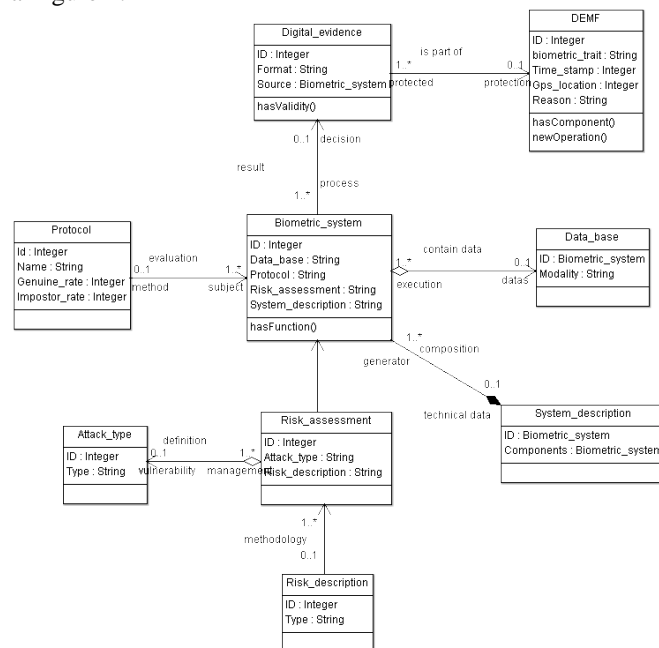 Digital_evidence
ID : Integer
Format : String
Source : Biometric_system
hasValidity()
is part of
1..*
0..1
protected
protection
DEMF
ID : Integer
biometric_trait : String
Time_stamp : Integer
Gps_location : Integer
Reason : String
hasComponent()
newOperation()
0..1
decision
result
process
1..*
Protocol
Id : Integer
Name : String
Genuine_rate : Integer
Impostor_rate : Integer
evaluation
0..1
1..*
method
subject
Biometric_system
ID : Integer
Data_base : String
Protocol : String
Risk_assessment : String
System_description : String
hasFunction()
contain data
1..*
0..1
execution
datas
Data_base
ID : Biometric_system
Modality : String
1..*
composition
generator
0..1
technical data
System_description
ID : Biometric_system
Components : Biometric_system
Attack_type
ID : Integer
Type : String
definition
0..1
1..*
vulnerability
management
Risk_assessment
ID : Integer
Attack_type : String
Risk_description : String
1..*
methodology
0..1
Risk_description
ID : Integer
Type : String